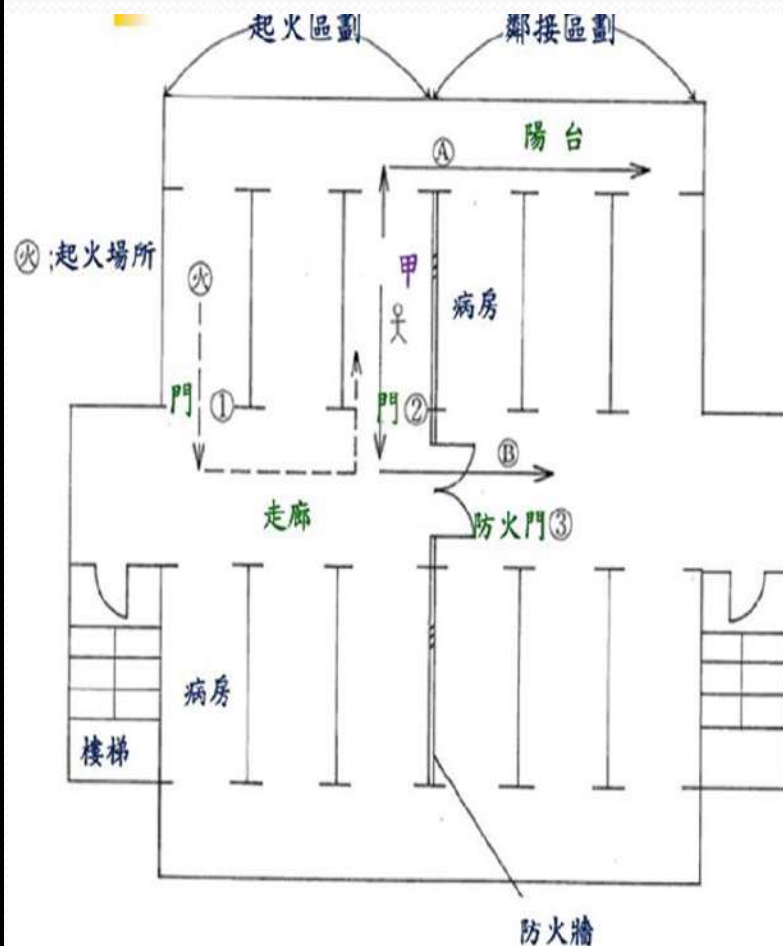 起火區劃 鄰接區劃
Ⓐ 陽台
㊋;起火場所
㊋
甲
病房
門 ① 門②
Ⓑ
走廊 防火門③
病房
樓梯
防火牆